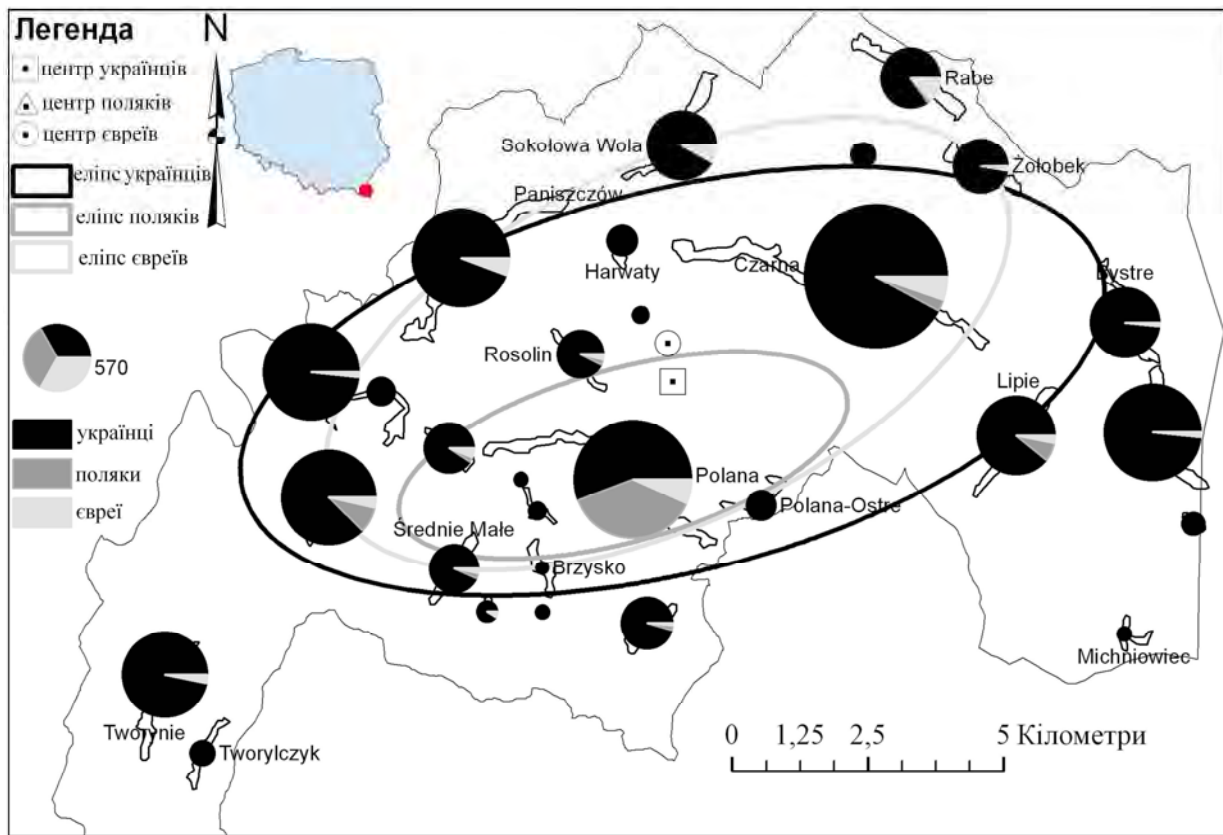 Легенда
N
центр українців
центр поляків
центр євреїв
еліпс українців
еліпс поляків
еліпс євреїв
570
українці
поляки
євреї
Rabe
Sokołowa Wola
Żołobek
Paniszczów
Harwaty
Czarna
Bystre
Rosolin
Lipie
Polana
Polana-Ostre
Średnie Małe
Brzysko
Michniowiec
Tworynie
Tworylczyk
0 1,25 2,5 5 Кілометри